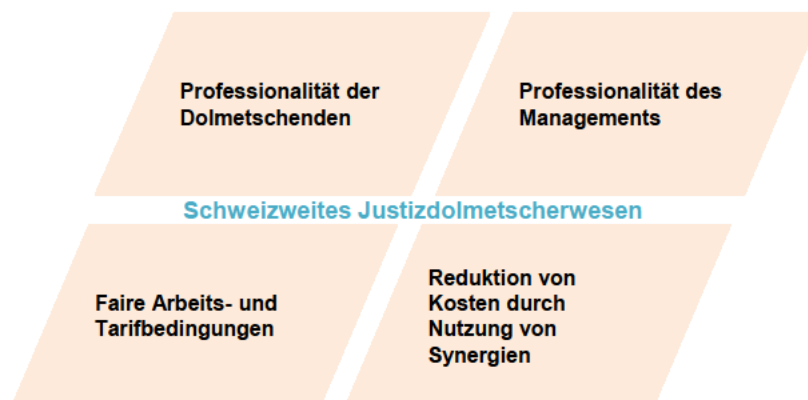 Professionalität der
Dolmetschenden
Professionalität des
Managements
Schweizweites Justizdolmetscherwesen
Faire Arbeits- und
Tarifbedingungen
Reduktion von
Kosten durch
Nutzung von
Synergien